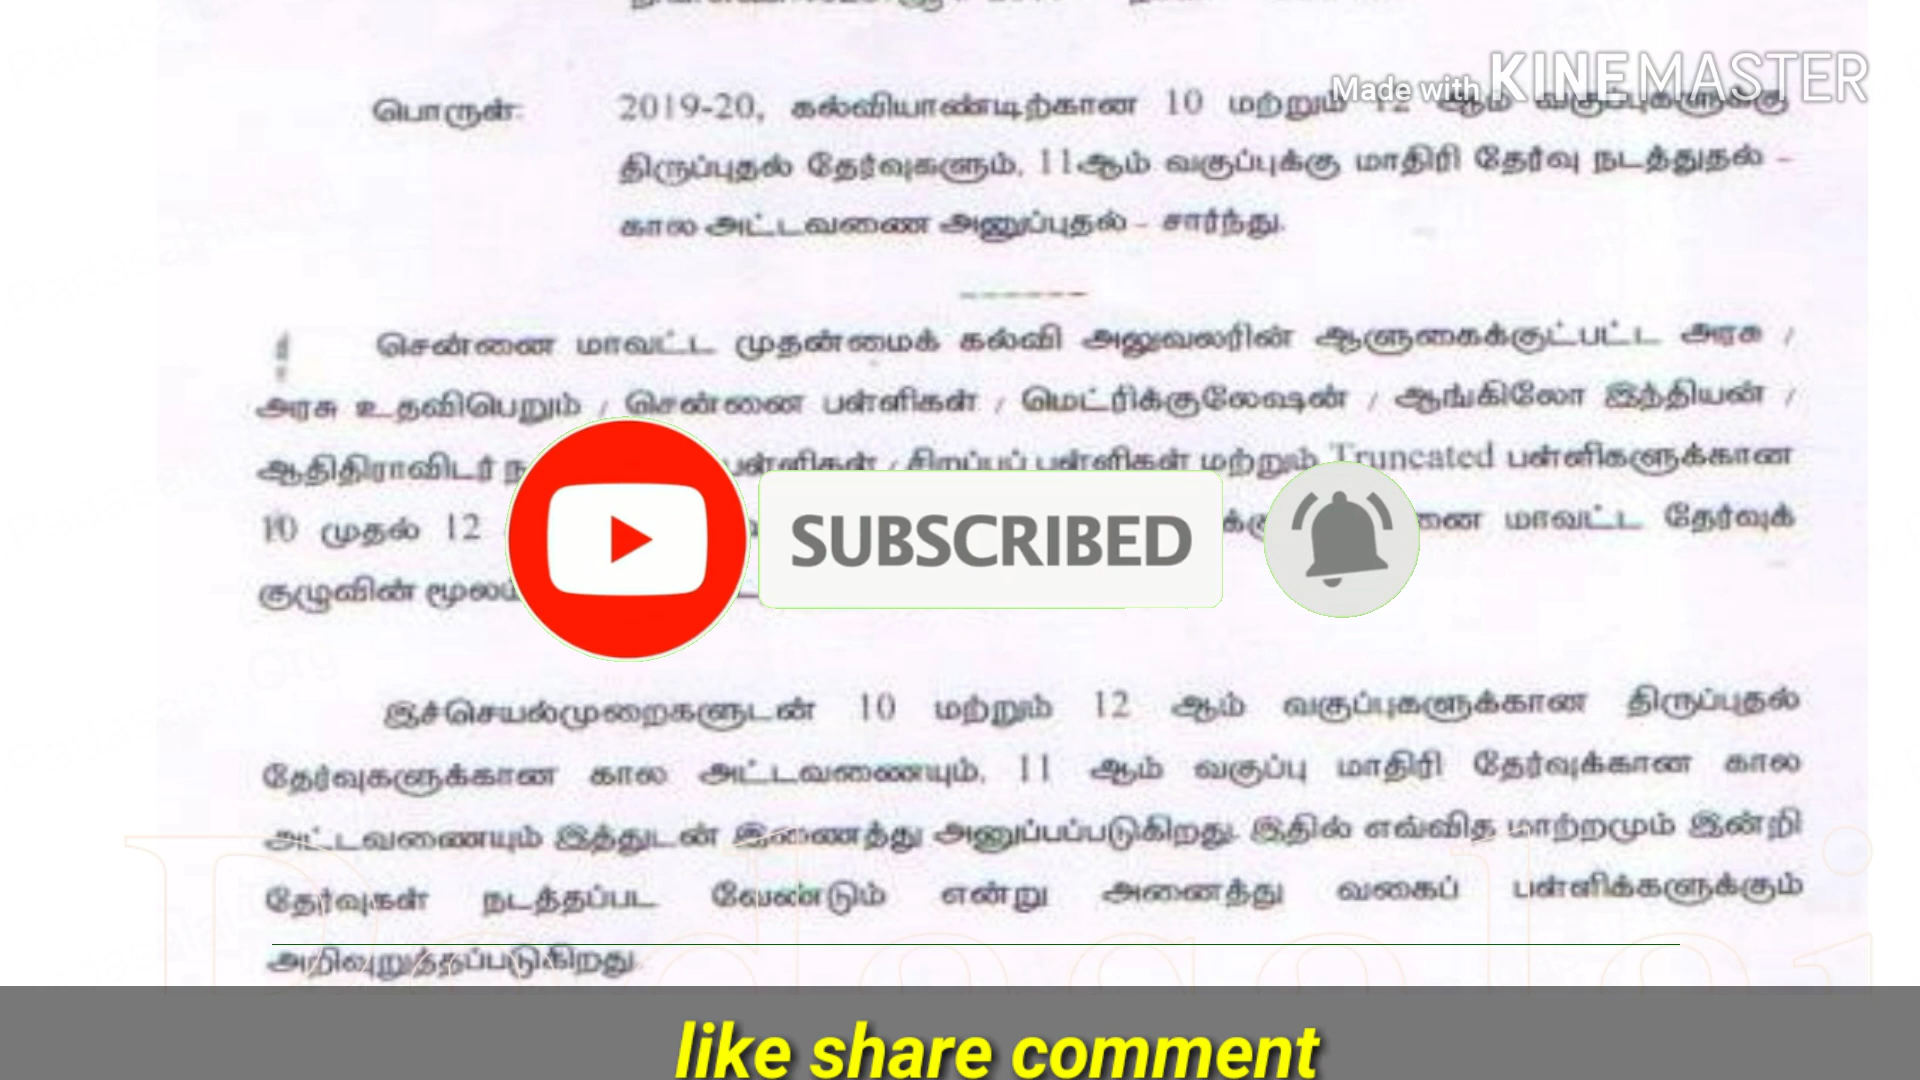 Made with KINEMASTER
பொருள்: 2019-20, கல்வியாண்டிற்கான 10 மற்றும் 12 ஆம் வகுப்புகளுக்கு
திருப்புதல் தேர்வுகளும், 11ஆம் வகுப்புக்கு மாதிரி தேர்வு நடத்துதல் -
கால அட்டவணை அனுப்புதல் - சார்ந்து.
------
சென்னை மாவட்ட முதன்மைக் கல்வி அலுவலரின் ஆளுகைக்குட்பட்ட அரசு /
அரசு உதவிபெறும் / சென்னை பள்ளிகள் / மெட்ரிக்குலேஷன் / ஆங்கிலோ இந்தியன் /
ஆதிதிராவிடர் பள்ளிகள் / சிறப்புப் பள்ளிகள் மற்றும் Truncated பள்ளிகளுக்கான
10 முதல் 12 மாவட்ட தேர்வுக்
குழுவின்
SUBSCRIBED
இச்செயல்முறைகளுடன் 10 மற்றும் 12 ஆம் வகுப்புகளுக்கான திருப்புதல்
தேர்வுகளுக்கான கால அட்டவணையும், 11 ஆம் வகுப்பு மாதிரி தேர்வுக்கான கால
அட்டவணையும் இத்துடன் இணைத்து அனுப்பப்படுகிறது. இதில் எவ்வித மாற்றமும் இன்றி
தேர்வுகள் நடத்தப்பட வேண்டும் என்று அனைத்து வகைப் பள்ளிக்களுக்கும்
அறிவுறுத்தப்படுகிறது.
like share comment